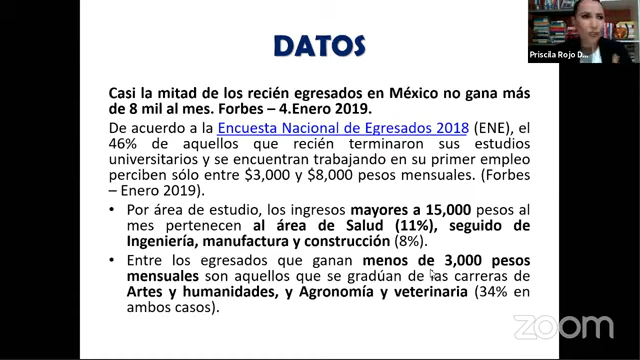 DATOS
Priscila Rojo D...
Casi la mitad de los recién egresados en México no gana más
de 8 mil al mes. Forbes – 4.Enero 2019.
De acuerdo a la Encuesta Nacional de Egresados 2018 (ENE), el
46% de aquellos que recién terminaron sus estudios
universitarios y se encuentran trabajando en su primer empleo
perciben sólo entre $3,000 y $8,000 pesos mensuales. (Forbes
– Enero 2019).
• Por área de estudio, los ingresos mayores a 15,000 pesos al
mes pertenecen al área de Salud (11%), seguido de
Ingeniería, manufactura y construcción (8%).
• Entre los egresados que ganan menos de 3,000 pesos
mensuales son aquellos que se gradúan de las carreras de
Artes y humanidades, y Agronomía y veterinaria (34% en
ambos casos).
zoom